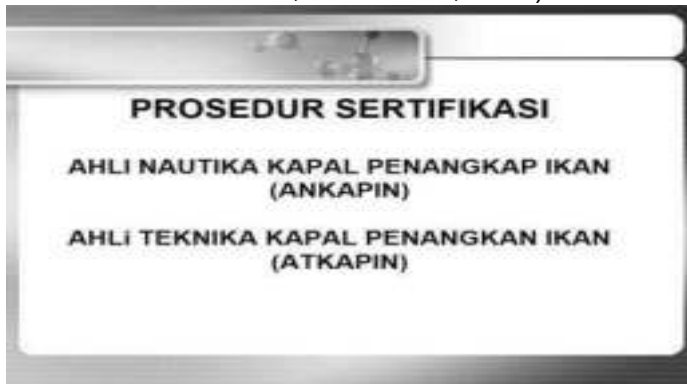 PROSEDUR SERTIFIKASI
AHLI NAUTIKA KAPAL PENANGKAP IKAN
(ANKAPIN)
AHLi TEKNIKA KAPAL PENANGKAN IKAN
(ATKAPIN)